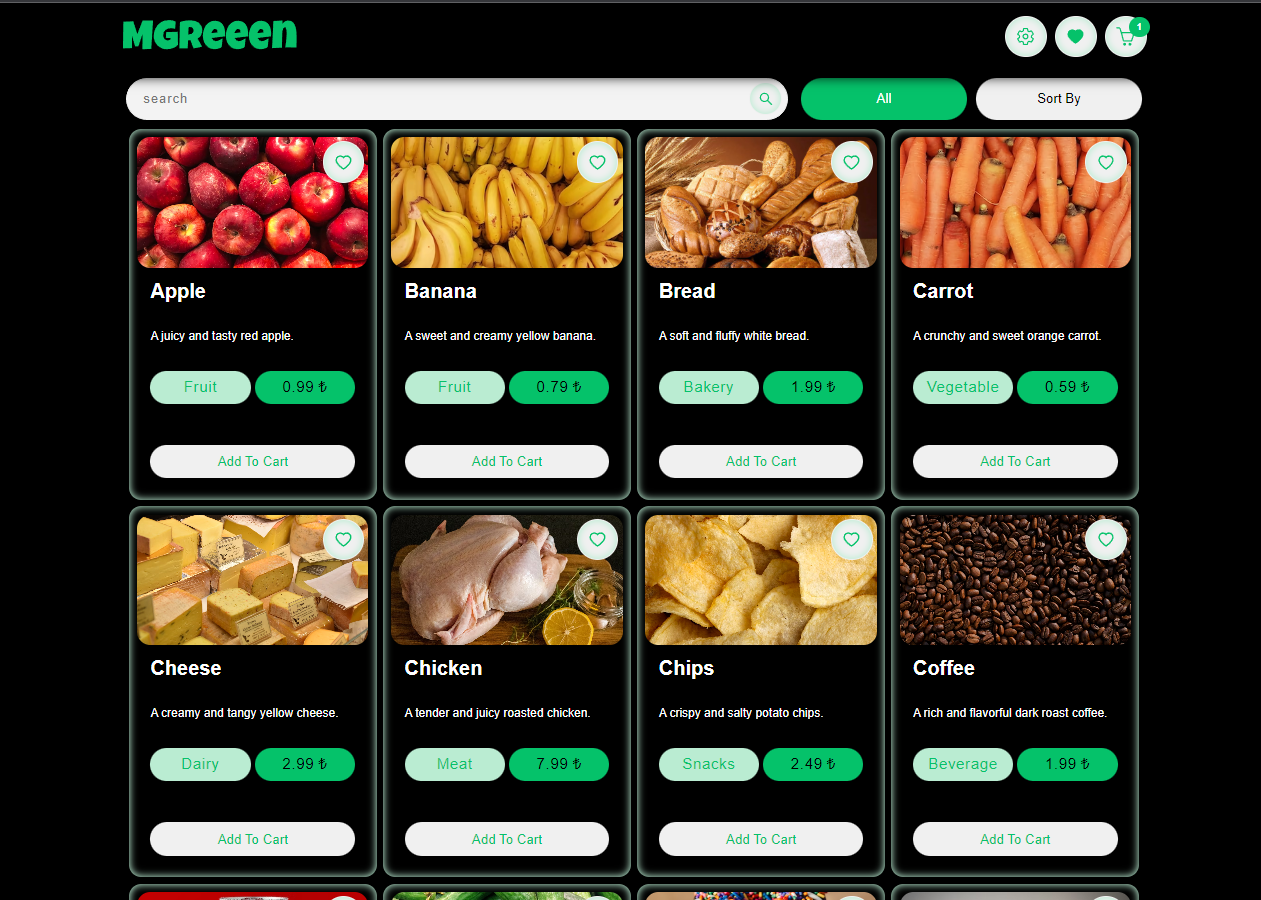 MGReeen
1
search
All
Sort By
Apple
Banana
Bread
Carrot
A juicy and tasty red apple.
A sweet and creamy yellow banana.
A soft and fluffy white bread.
A crunchy and sweet orange carrot.
Fruit
0.99 ₺
Fruit
0.79 ₺
Bakery
1.99 ₺
Vegetable
0.59 ₺
Add To Cart
Add To Cart
Add To Cart
Add To Cart
Cheese
Chicken
Chips
Coffee
A creamy and tangy yellow cheese.
A tender and juicy roasted chicken.
A crispy and salty potato chips.
A rich and flavorful dark roast coffee.
Dairy
2.99 ₺
Meat
7.99 ₺
Snacks
2.49 ₺
Beverage
1.99 ₺
Add To Cart
Add To Cart
Add To Cart
Add To Cart